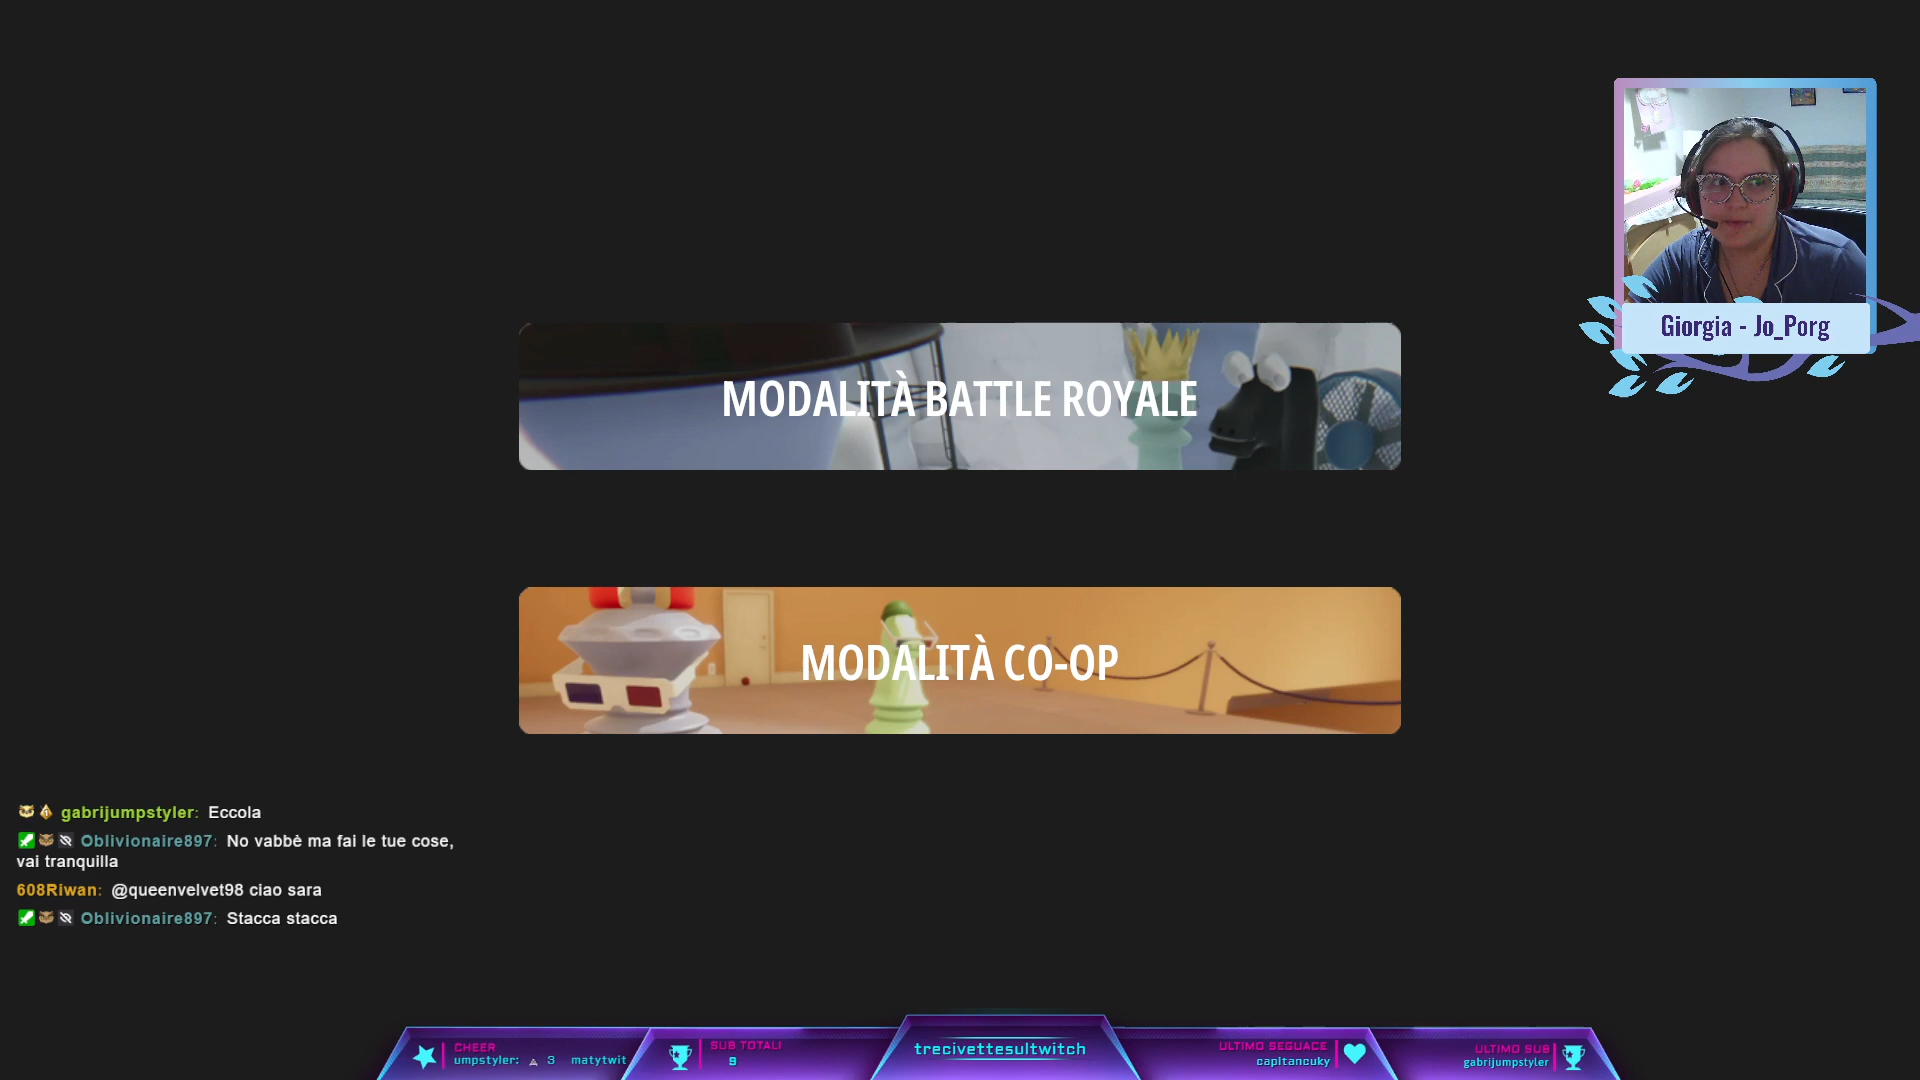 Giorgia - Jo_Porg
MODALITÀ BATTLE ROYALE
MODALITÀ CO-OP
gabrijumpstyler: Eccola
Oblivionaire897: No vabbè ma fai le tue cose,
vai tranquilla
608Riwan: @queenvelvet98 ciao sara
Oblivionaire897: Stacca stacca
CHEER
umpstyler: 3 matytwit
SUB TOTALI
9
trecivettesultwitch
ULTIMO SEGUACE
cap1tancuky
ULTIMO SUB
gabrijumpstyler